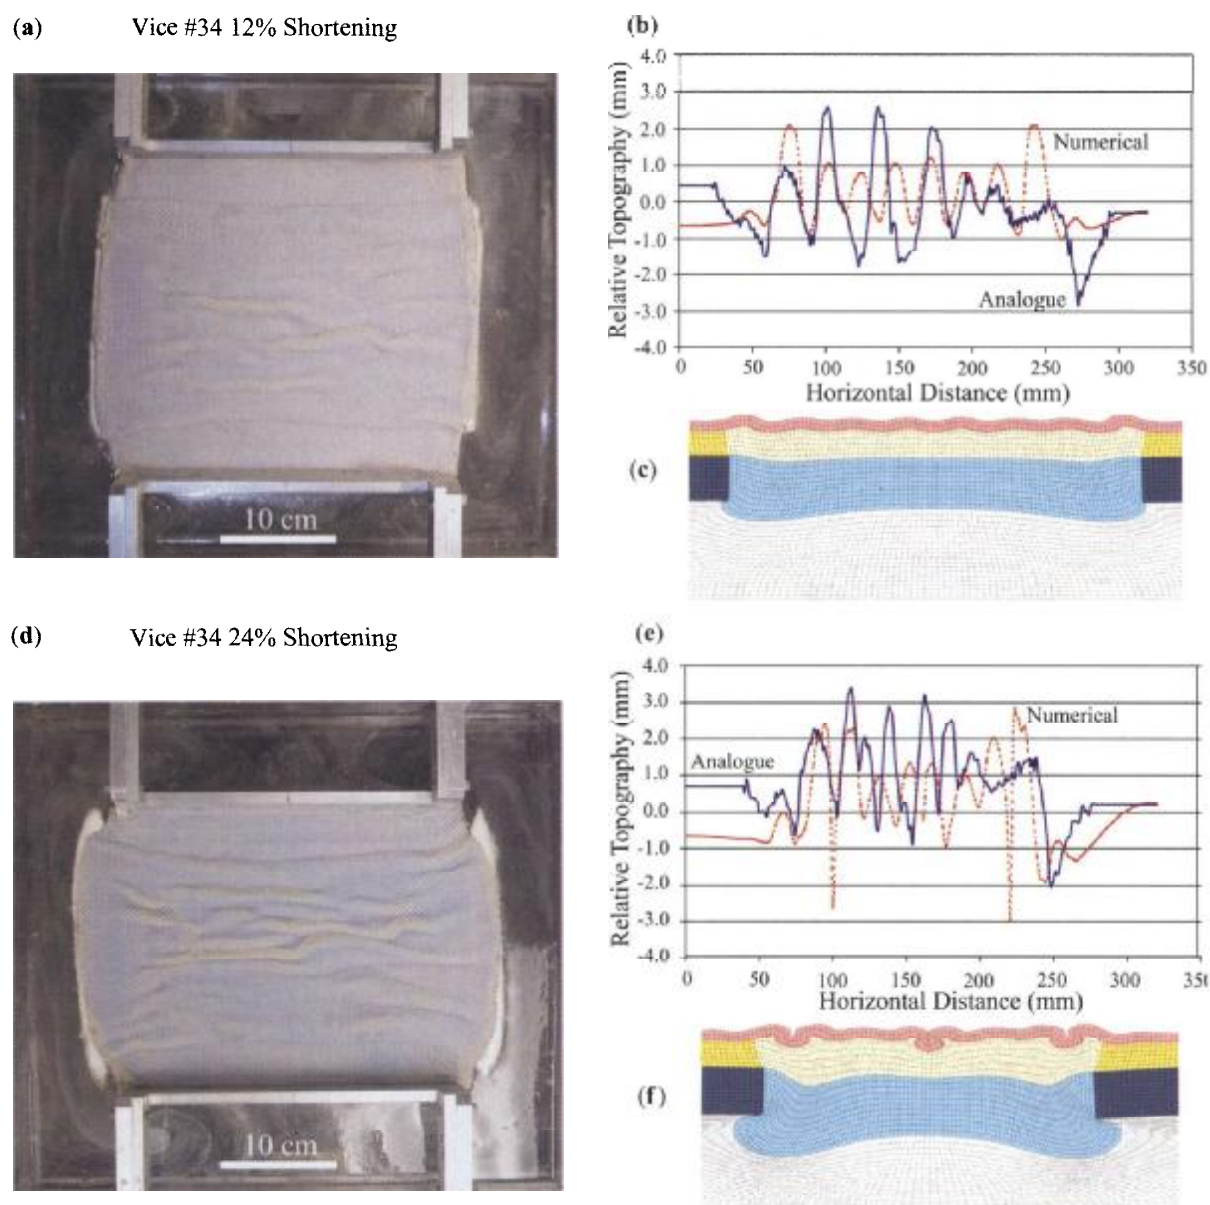 (a) Vice #34 12% Shortening
10 cm
(b)
4.0
3.0
2.0
1.0
0.0
-1.0
-2.0
-3.0
-4.0
Relative Topography (mm)
Numerical
Analogue
0 50 100 150 200 250 300 350
Horizontal Distance (mm)
(c)
(d) Vice #34 24% Shortening
10 cm
(e)
4.0
3.0
2.0
1.0
0.0
-1.0
-2.0
-3.0
-4.0
Relative Topography (mm)
Numerical
Analogue
0 50 100 150 200 250 300 35
Horizontal Distance (mm)
(f)